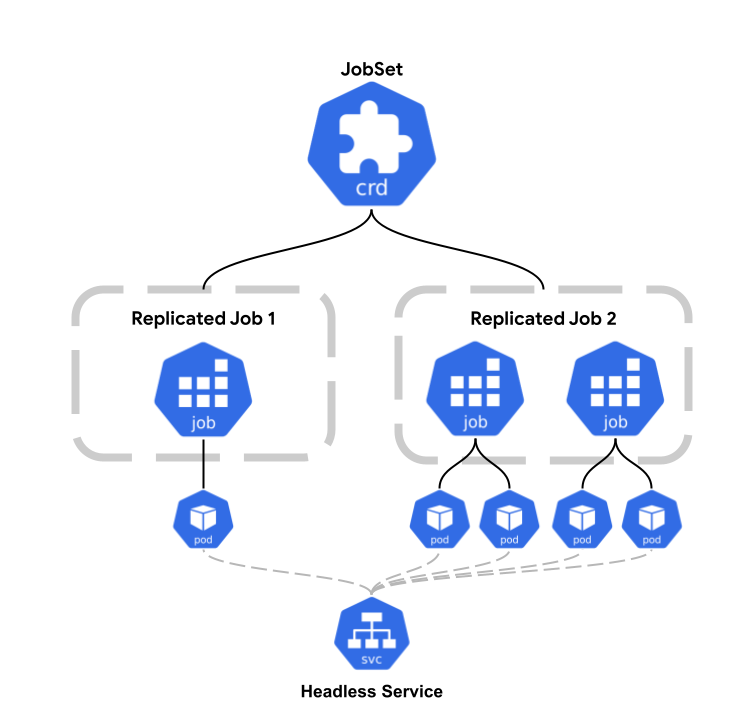 JobSet
crd
Replicated Job 1
Replicated Job 2
job
job
job
pod
pod
pod
pod
pod
svc
Headless Service